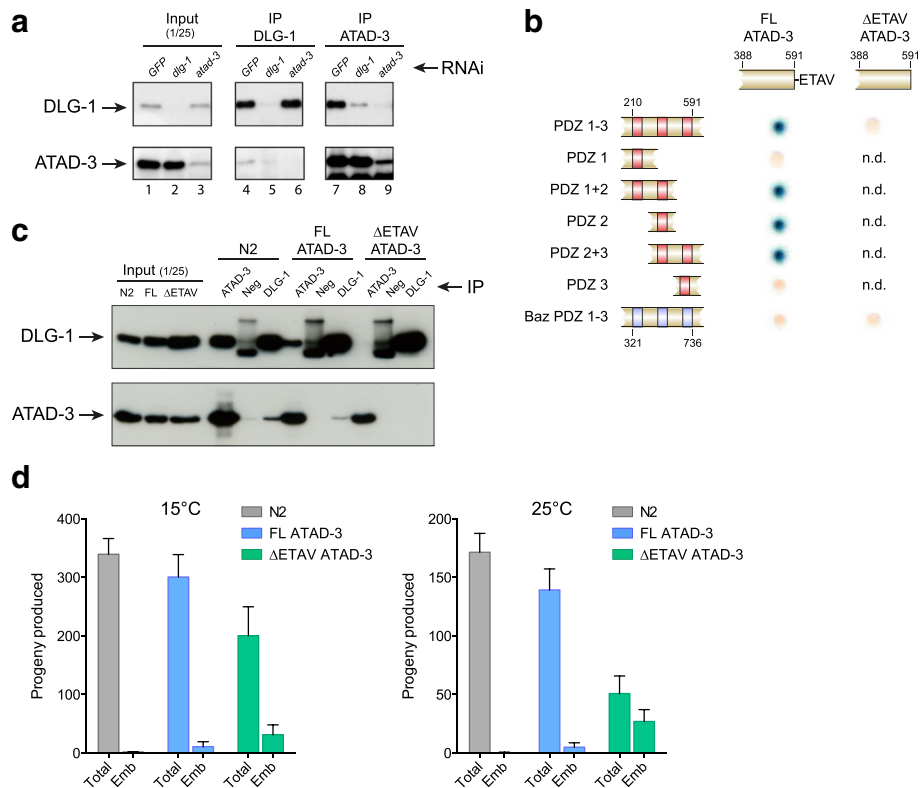 a
Input (1/25)
IP DLG-1
IP ATAD-3
GFP dlg-1 atad-3 GFP dlg-1 atad-3 GFP dlg-1 atad-3
RNAi
DLG-1
ATAD-3
1 2 3 4 5 6 7 8 9
b
FL ATAD-3
ΔETAV ATAD-3
388 591 388 591
ETAV
210 591
PDZ 1-3
PDZ 1 n.d.
PDZ 1+2 n.d.
PDZ 2 n.d.
PDZ 2+3 n.d.
PDZ 3 n.d.
Baz PDZ 1-3
321 736
c
Input (1/25)
N2
FL ATAD-3
ΔETAV ATAD-3
N2 FL ΔETAV ATAD-3 Neg DLG-1 ATAD-3 Neg DLG-1 ATAD-3 Neg DLG-1
IP
DLG-1
ATAD-3
d
15°C
N2
FL ATAD-3
ΔETAV ATAD-3
Progeny produced
400
300
200
100
0
Total Emb Total Emb Total Emb
25°C
N2
FL ATAD-3
ΔETAV ATAD-3
Progeny produced
200
150
100
50
0
Total Emb Total Emb Total Emb